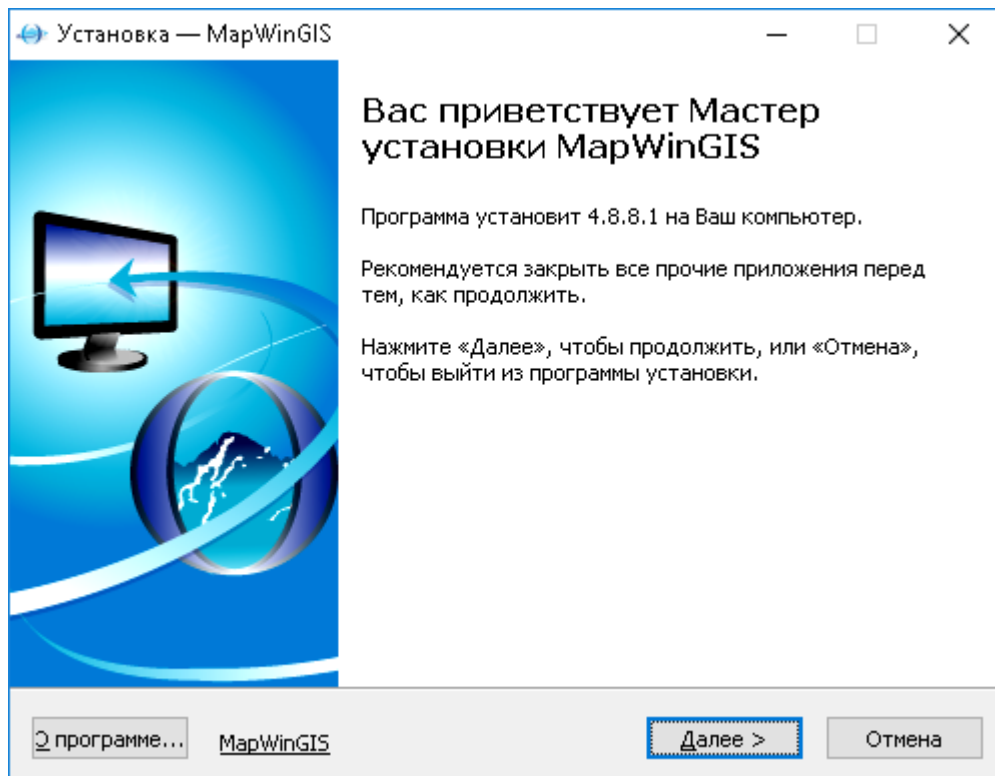 Установка — MapWinGIS
Вас приветствует Мастер
установки MapWinGIS
Программа установит 4.8.8.1 на Ваш компьютер.
Рекомендуется закрыть все прочие приложения перед
тем, как продолжить.
Нажмите «Далее», чтобы продолжить, или «Отмена»,
чтобы выйти из программы установки.
О программе...
MapWinGIS
Далее >
Отмена